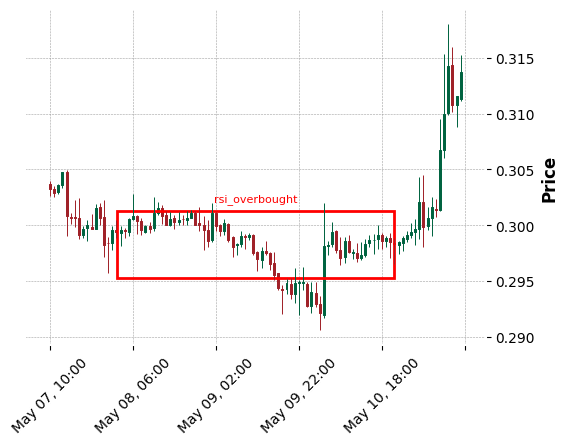 0.315
0.310
0.305
0.300
0.295
0.290
Price
rsi_overbought
May 07, 10:00
May 08, 06:00
May 09, 02:00
May 09, 22:00
May 10, 18:00